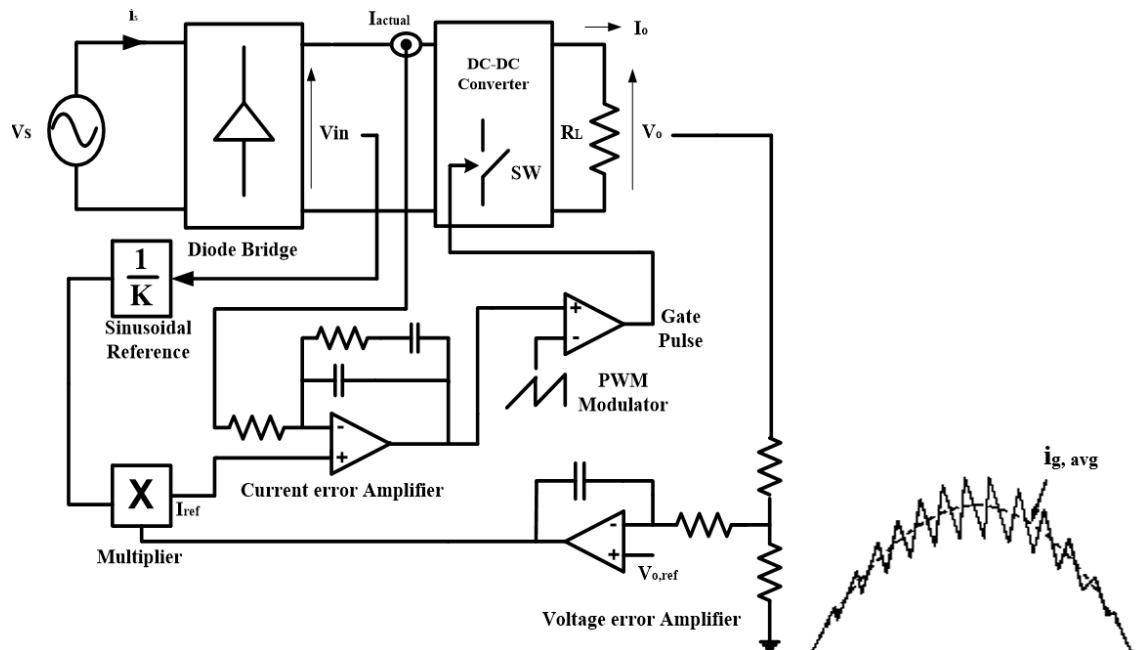 is
Iactual
Io
DC-DC
Converter
Vs
Vin
RL
Vo
SW
Diode Bridge
1
K
Sinusoidal
Reference
+
-
Gate
Pulse
PWM
Modulator
-
+
X
Iref
Current error Amplifier
Multiplier
-
+
Vo,ref
Voltage error Amplifier
ig, avg